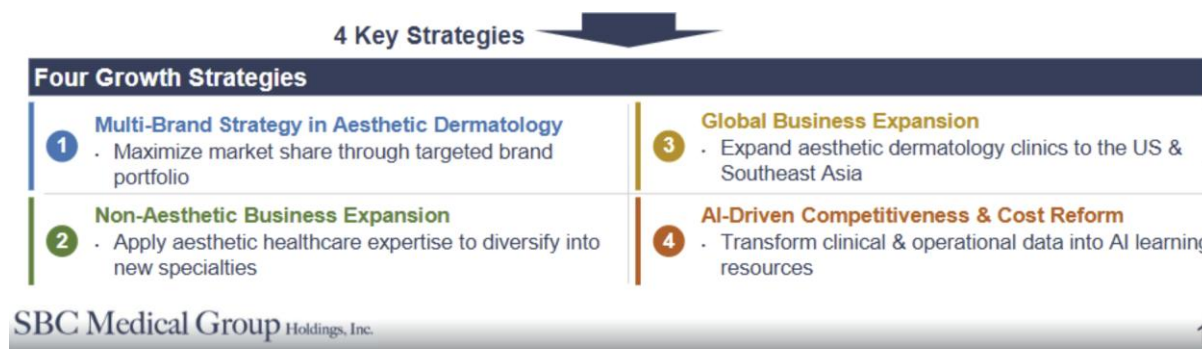 4 Key Strategies
Four Growth Strategies
1
Multi-Brand Strategy in Aesthetic Dermatology
· Maximize market share through targeted brand
portfolio
2
Non-Aesthetic Business Expansion
· Apply aesthetic healthcare expertise to diversify into
new specialties
3
Global Business Expansion
· Expand aesthetic dermatology clinics to the US &
Southeast Asia
4
AI-Driven Competitiveness & Cost Reform
· Transform clinical & operational data into AI learning
resources
SBC Medical Group Holdings, Inc.